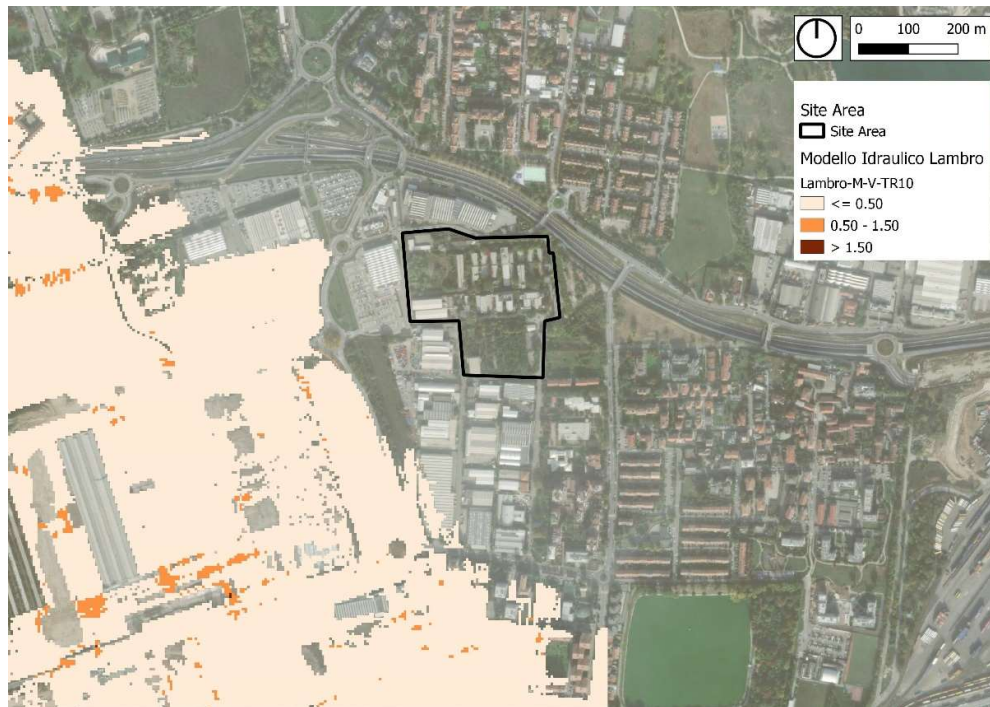 0 100 200 m
Site Area
Site Area
Modello Idraulico Lambro
Lambro-M-V-TR10
<= 0.50
0.50 - 1.50
> 1.50